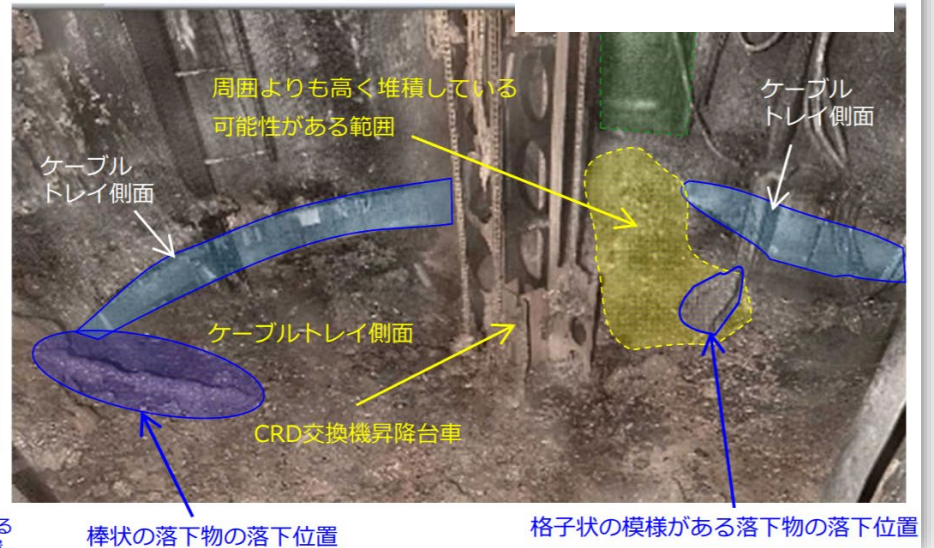 周囲よりも高く堆積している
可能性がある範囲
ケーブル
トレイ側面
ケーブル
トレイ側面
ケーブルトレイ側面
CRD交換機昇降台車
る
棒状の落下物の落下位置
格子状の模様がある落下物の落下位置